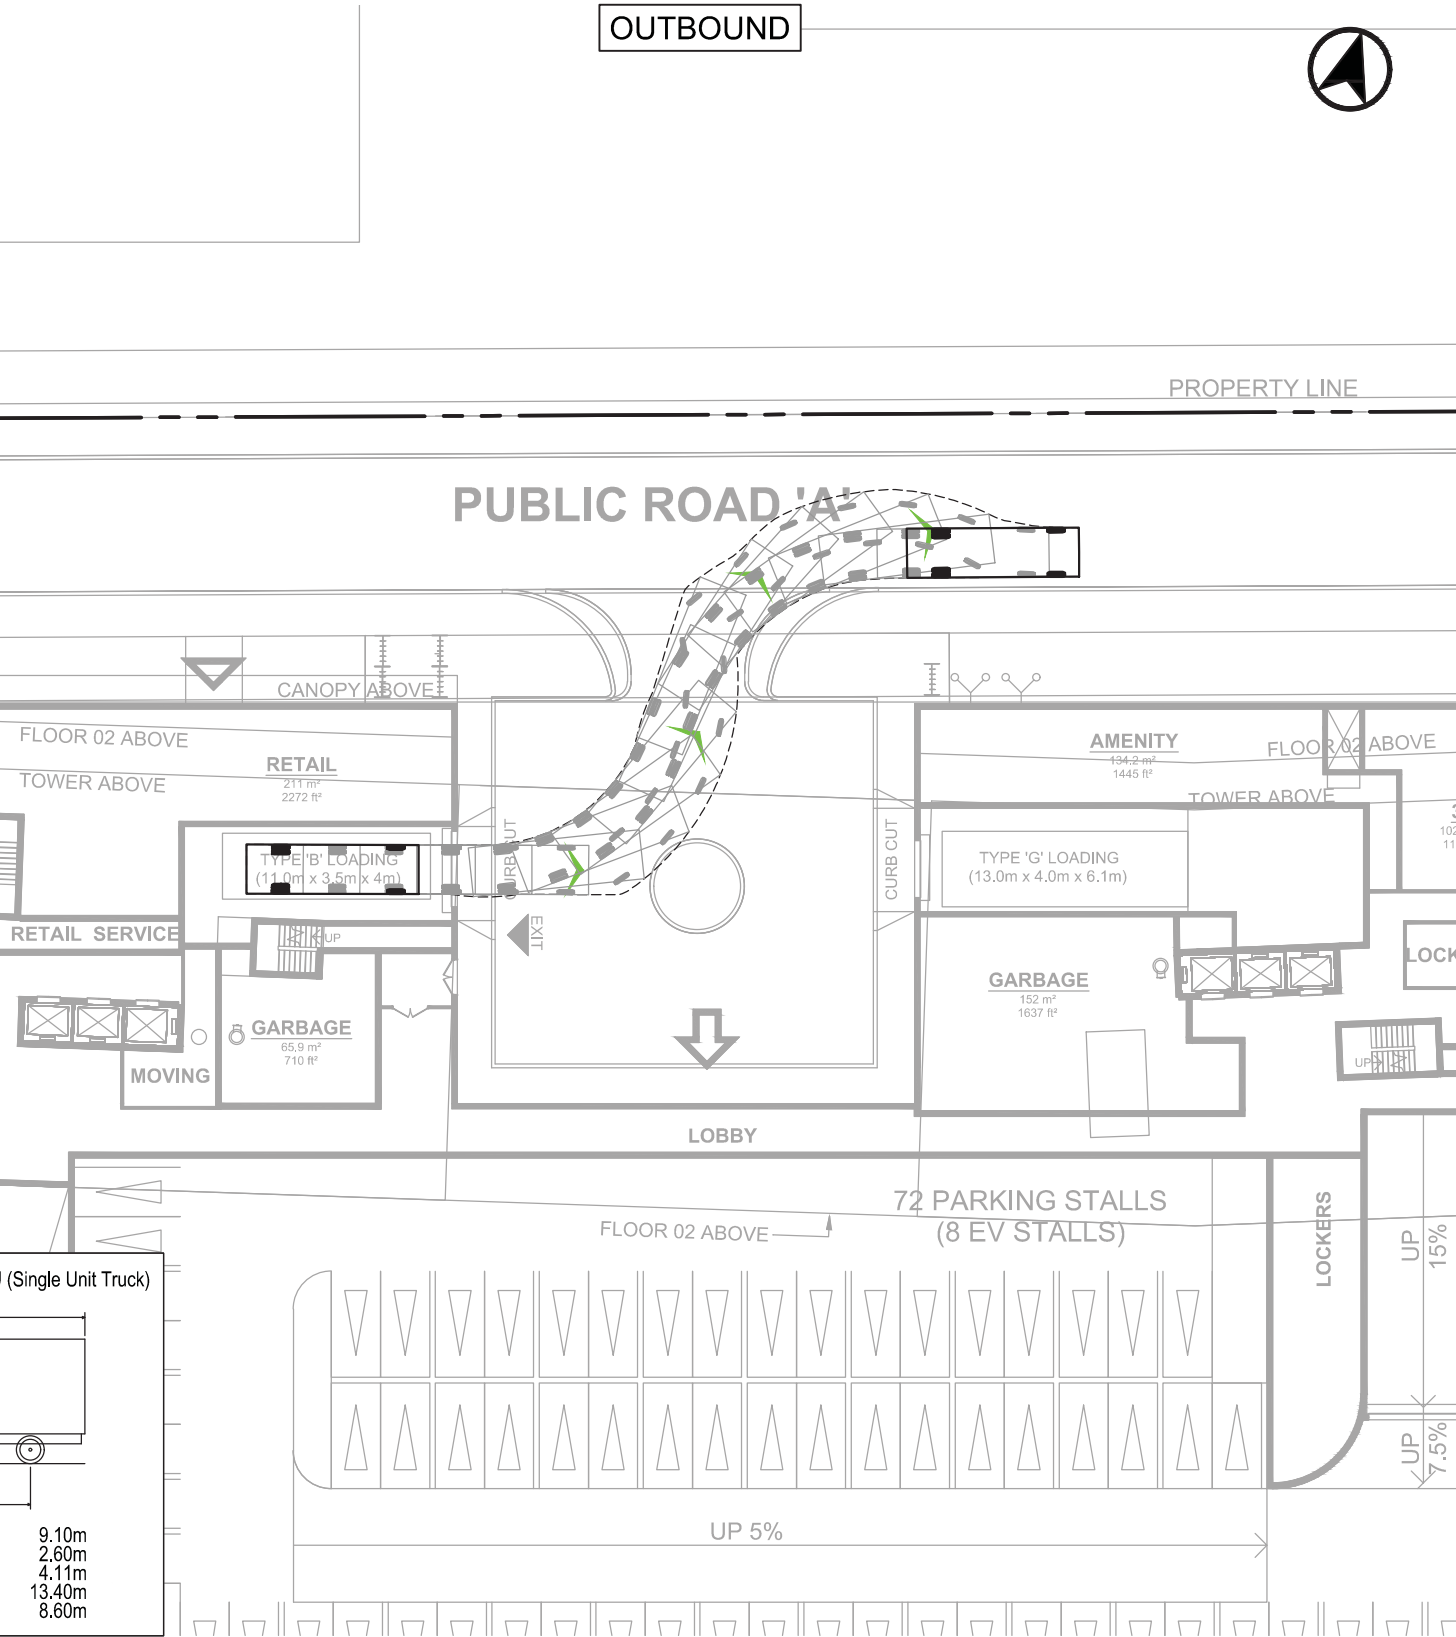 OUTBOUND
PROPERTY LINE
PUBLIC ROAD 'A'
CANOPY ABOVE
FLOOR 02 ABOVE
TOWER ABOVE
RETAIL
211 m²
2272 ft²
AMENITY
134.2 m²
1445 ft²
FLOOR 02 ABOVE
TOWER ABOVE
TYPE 'B' LOADING
(11.0m x 3.5m x 4m)
CURB CUT
CURB CUT
TYPE 'G' LOADING
(13.0m x 4.0m x 6.1m)
EXIT
RETAIL SERVICE
UP
GARBAGE
65.9 m²
710 ft²
MOVING
GARBAGE
152 m²
1637 ft²
LOCK
UP
LOBBY
72 PARKING STALLS
(8 EV STALLS)
FLOOR 02 ABOVE
LOCKERS
UP
15%
UP
7.5%
(Single Unit Truck)
9.10m
2.60m
4.11m
13.40m
8.60m
UP 5%